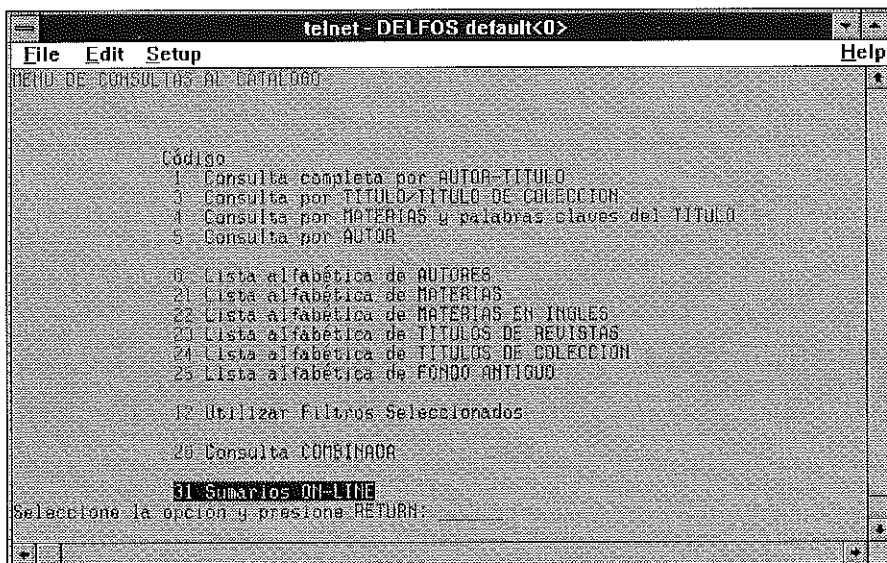 telnet - DELFOS default<0>
File Edit Setup Help
MENU DE CONSULTAS AL CATALOGO
Código
1 Consulta completa por AUTOR-TITULO
3 Consulta por TITULO/TITULO DE COLECCION
4 Consulta por MATERIAS y palabras claves del TITULO
5 Consulta por AUTOR
Lista alfabética de AUTORES
21 Lista alfabética de MATERIAS
22 Lista alfabética de MATERIAS EN INGLES
23 Lista alfabética de TITULOS DE REVISTAS
24 Lista alfabética de TITULOS DE COLECCION
25 Lista alfabética de FONDO ANTIGUO
12 Utilizar Filtros Seleccionados
Consulta COMBINADA
31 Sumarios ON-LINE
Seleccione la opción y presione RETURN: